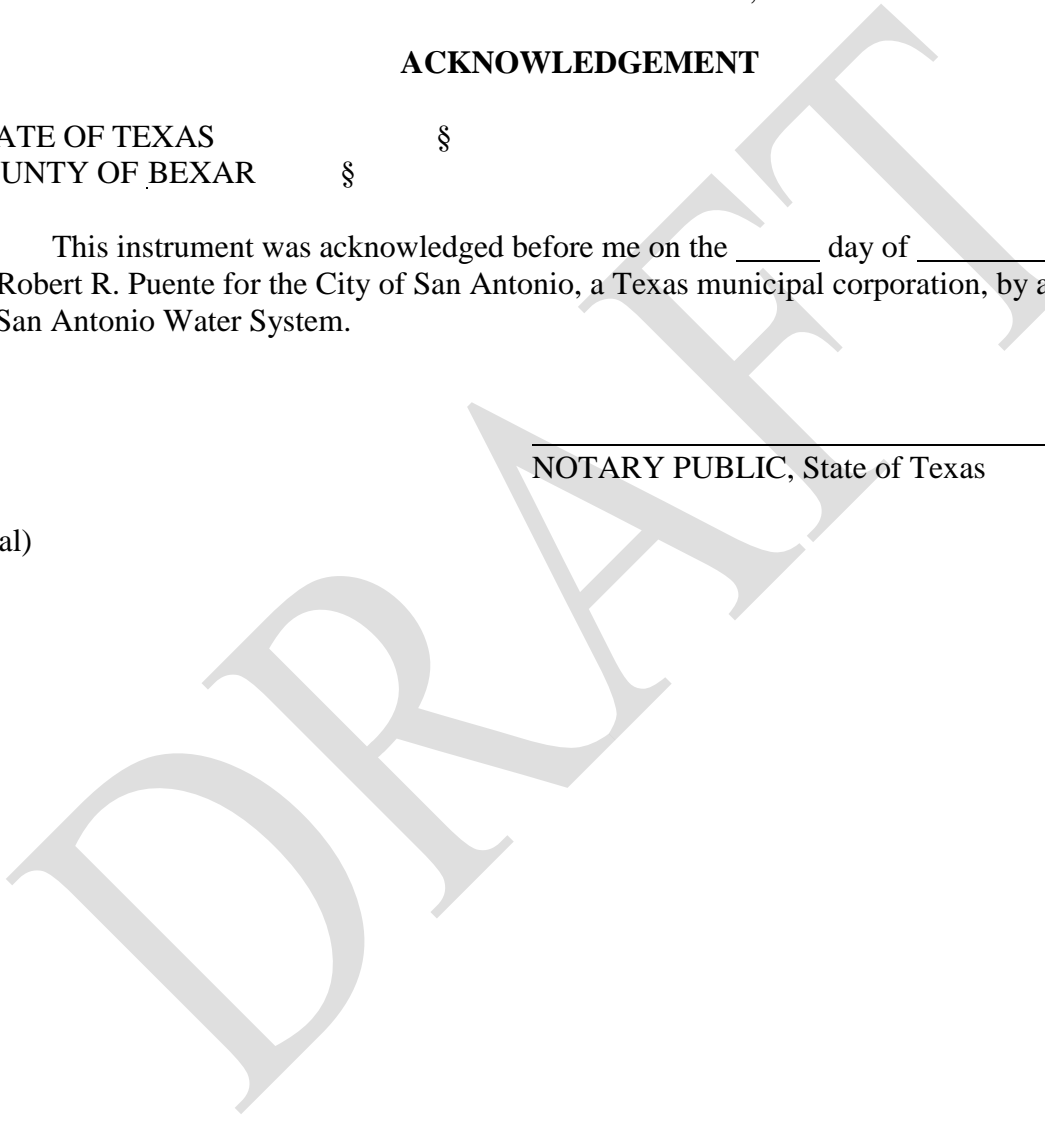 ACKNOWLEDGEMENT
ATE OF TEXAS §
UNTY OF BEXAR §
This instrument was acknowledged before me on the _____ day of ________
Robert R. Puente for the City of San Antonio, a Texas municipal corporation, by a
San Antonio Water System.
NOTARY PUBLIC, State of Texas
al)
DRAFT